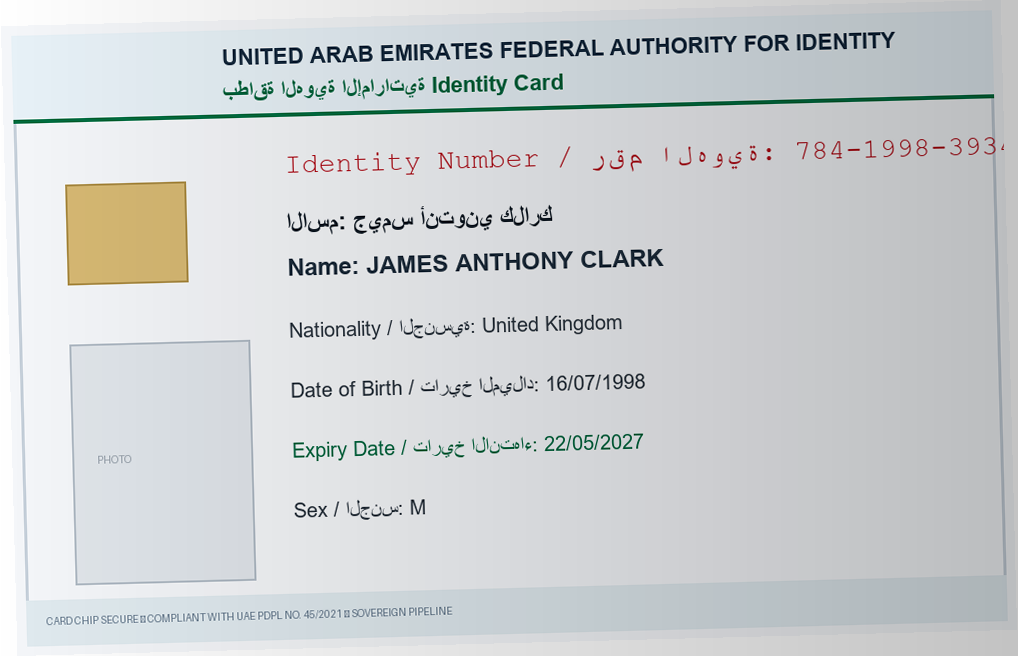 UNITED ARAB EMIRATES FEDERAL AUTHORITY FOR IDENTITY
بطاقة الهوية الإماراتية Identity Card
Identity Number / رقم الهوية: 784-1998-3934
الاسم: جيمس أنتوني كلارك
Name: JAMES ANTHONY CLARK
Nationality / الجنسية: United Kingdom
Date of Birth / تاريخ الميلاد: 16/07/1998
Expiry Date / تاريخ الانتهاء: 22/05/2027
Sex / الجنس: M
PHOTO
CARD CHIP SECURE COMPLIANT WITH UAE PDPL NO. 45/2021 SOVEREIGN PIPELINE